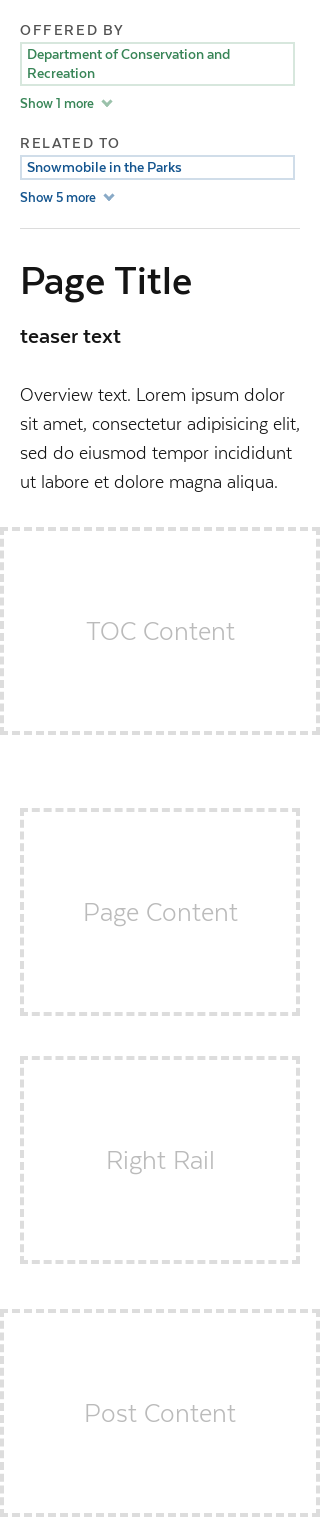 OFFERED BY
Department of Conservation and
Recreation
Show 1 more
RELATED TO
Snowmobile in the Parks
Show 5 more
Page Title
teaser text
Overview text. Lorem ipsum dolor
sit amet, consectetur adipisicing elit,
sed do eiusmod tempor incididunt
ut labore et dolore magna aliqua.
TOC Content
Page Content
Right Rail
Post Content